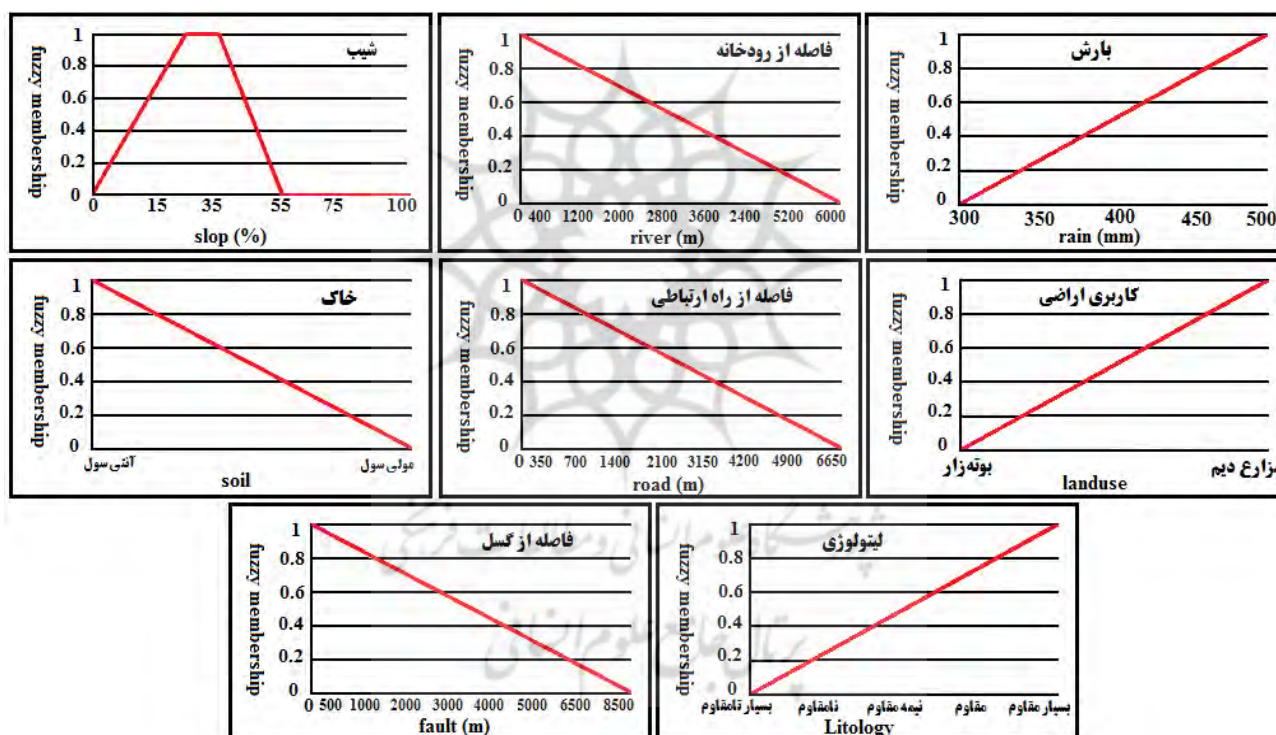 شیب
fuzzy membership
1
0.8
0.6
0.4
0.2
0
0 15 35 55 75 100
slop (%)
فاصله از رودخانه
fuzzy membership
1
0.8
0.6
0.4
0.2
0
0 400 1200 2000 2800 3600 2400 5200 6000
river (m)
بارش
fuzzy membership
1
0.8
0.6
0.4
0.2
0
300 350 400 450 500
rain (mm)
خاک
fuzzy membership
1
0.8
0.6
0.4
0.2
0
آنتی سول مولی سول
soil
فاصله از راه ارتباطی
fuzzy membership
1
0.8
0.6
0.4
0.2
0
0 350 700 1400 2100 3150 4200 4900 6650
road (m)
کاربری اراضی
fuzzy membership
1
0.8
0.6
0.4
0.2
0
بوته‌زار مزارع دیم
landuse
فاصله از گسل
fuzzy membership
1
0.8
0.6
0.4
0.2
0
0 500 1000 2000 3000 4000 5000 6500 8500
fault (m)
لیتولوژی
fuzzy membership
1
0.8
0.6
0.4
0.2
0
بسیار نامقاوم نامقاوم نیمه مقاوم مقاوم بسیار مقاوم
Litology
پژوهشگاه علوم انسانی و مطالعات فرهنگی
پرتال جامع علوم انسانی